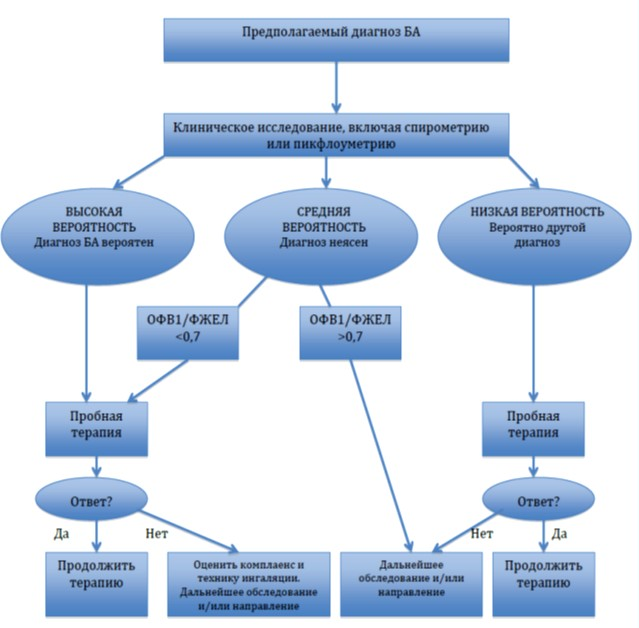 Предполагаемый диагноз БА
Клиническое исследование, включая спирометрию
или пикфлоуметрию
ВЫСОКАЯ
ВЕРОЯТНОСТЬ
Диагноз БА вероятен
СРЕДНЯЯ
ВЕРОЯТНОСТЬ
Диагноз неясен
НИЗКАЯ ВЕРОЯТНОСТЬ
Вероятно другой
диагноз
ОФВ1/ФЖЕЛ
<0,7
ОФВ1/ФЖЕЛ
>0,7
Пробная
терапия
Пробная
терапия
Ответ?
Ответ?
Да
Нет
Нет
Да
Продолжить
терапию
Оценить комплаенс и
технику ингаляции.
Дальнейшее обследование
и/или направление
Дальнейшее
обследование и/или
направление
Продолжить
терапию